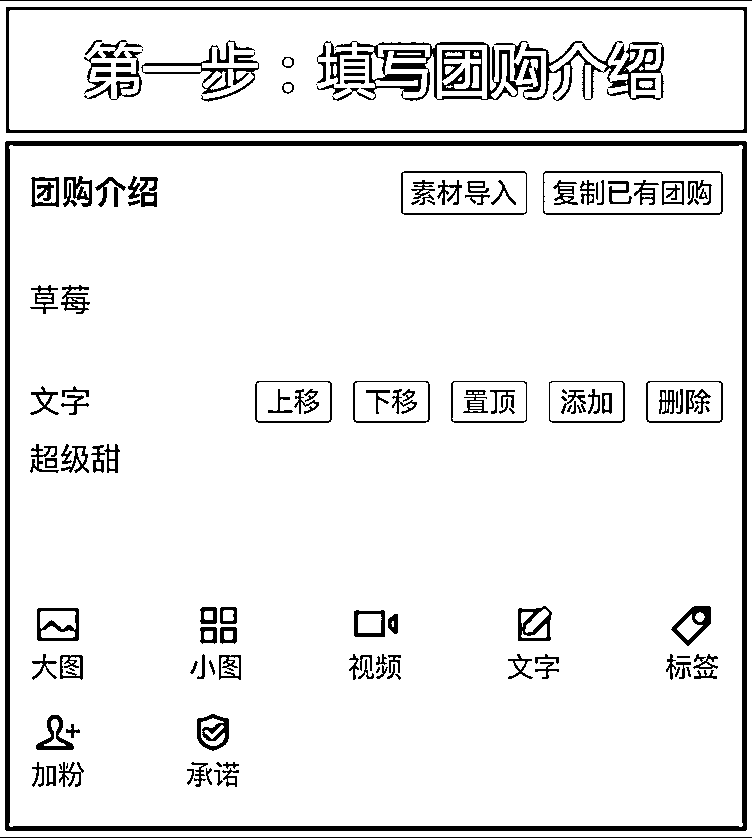 第一步：填写团购介绍
团购介绍 素材导入 复制已有团购
草莓
文字 上移 下移 置顶 添加 删除
超级甜
大图 小图 视频 文字 标签
加粉 承诺